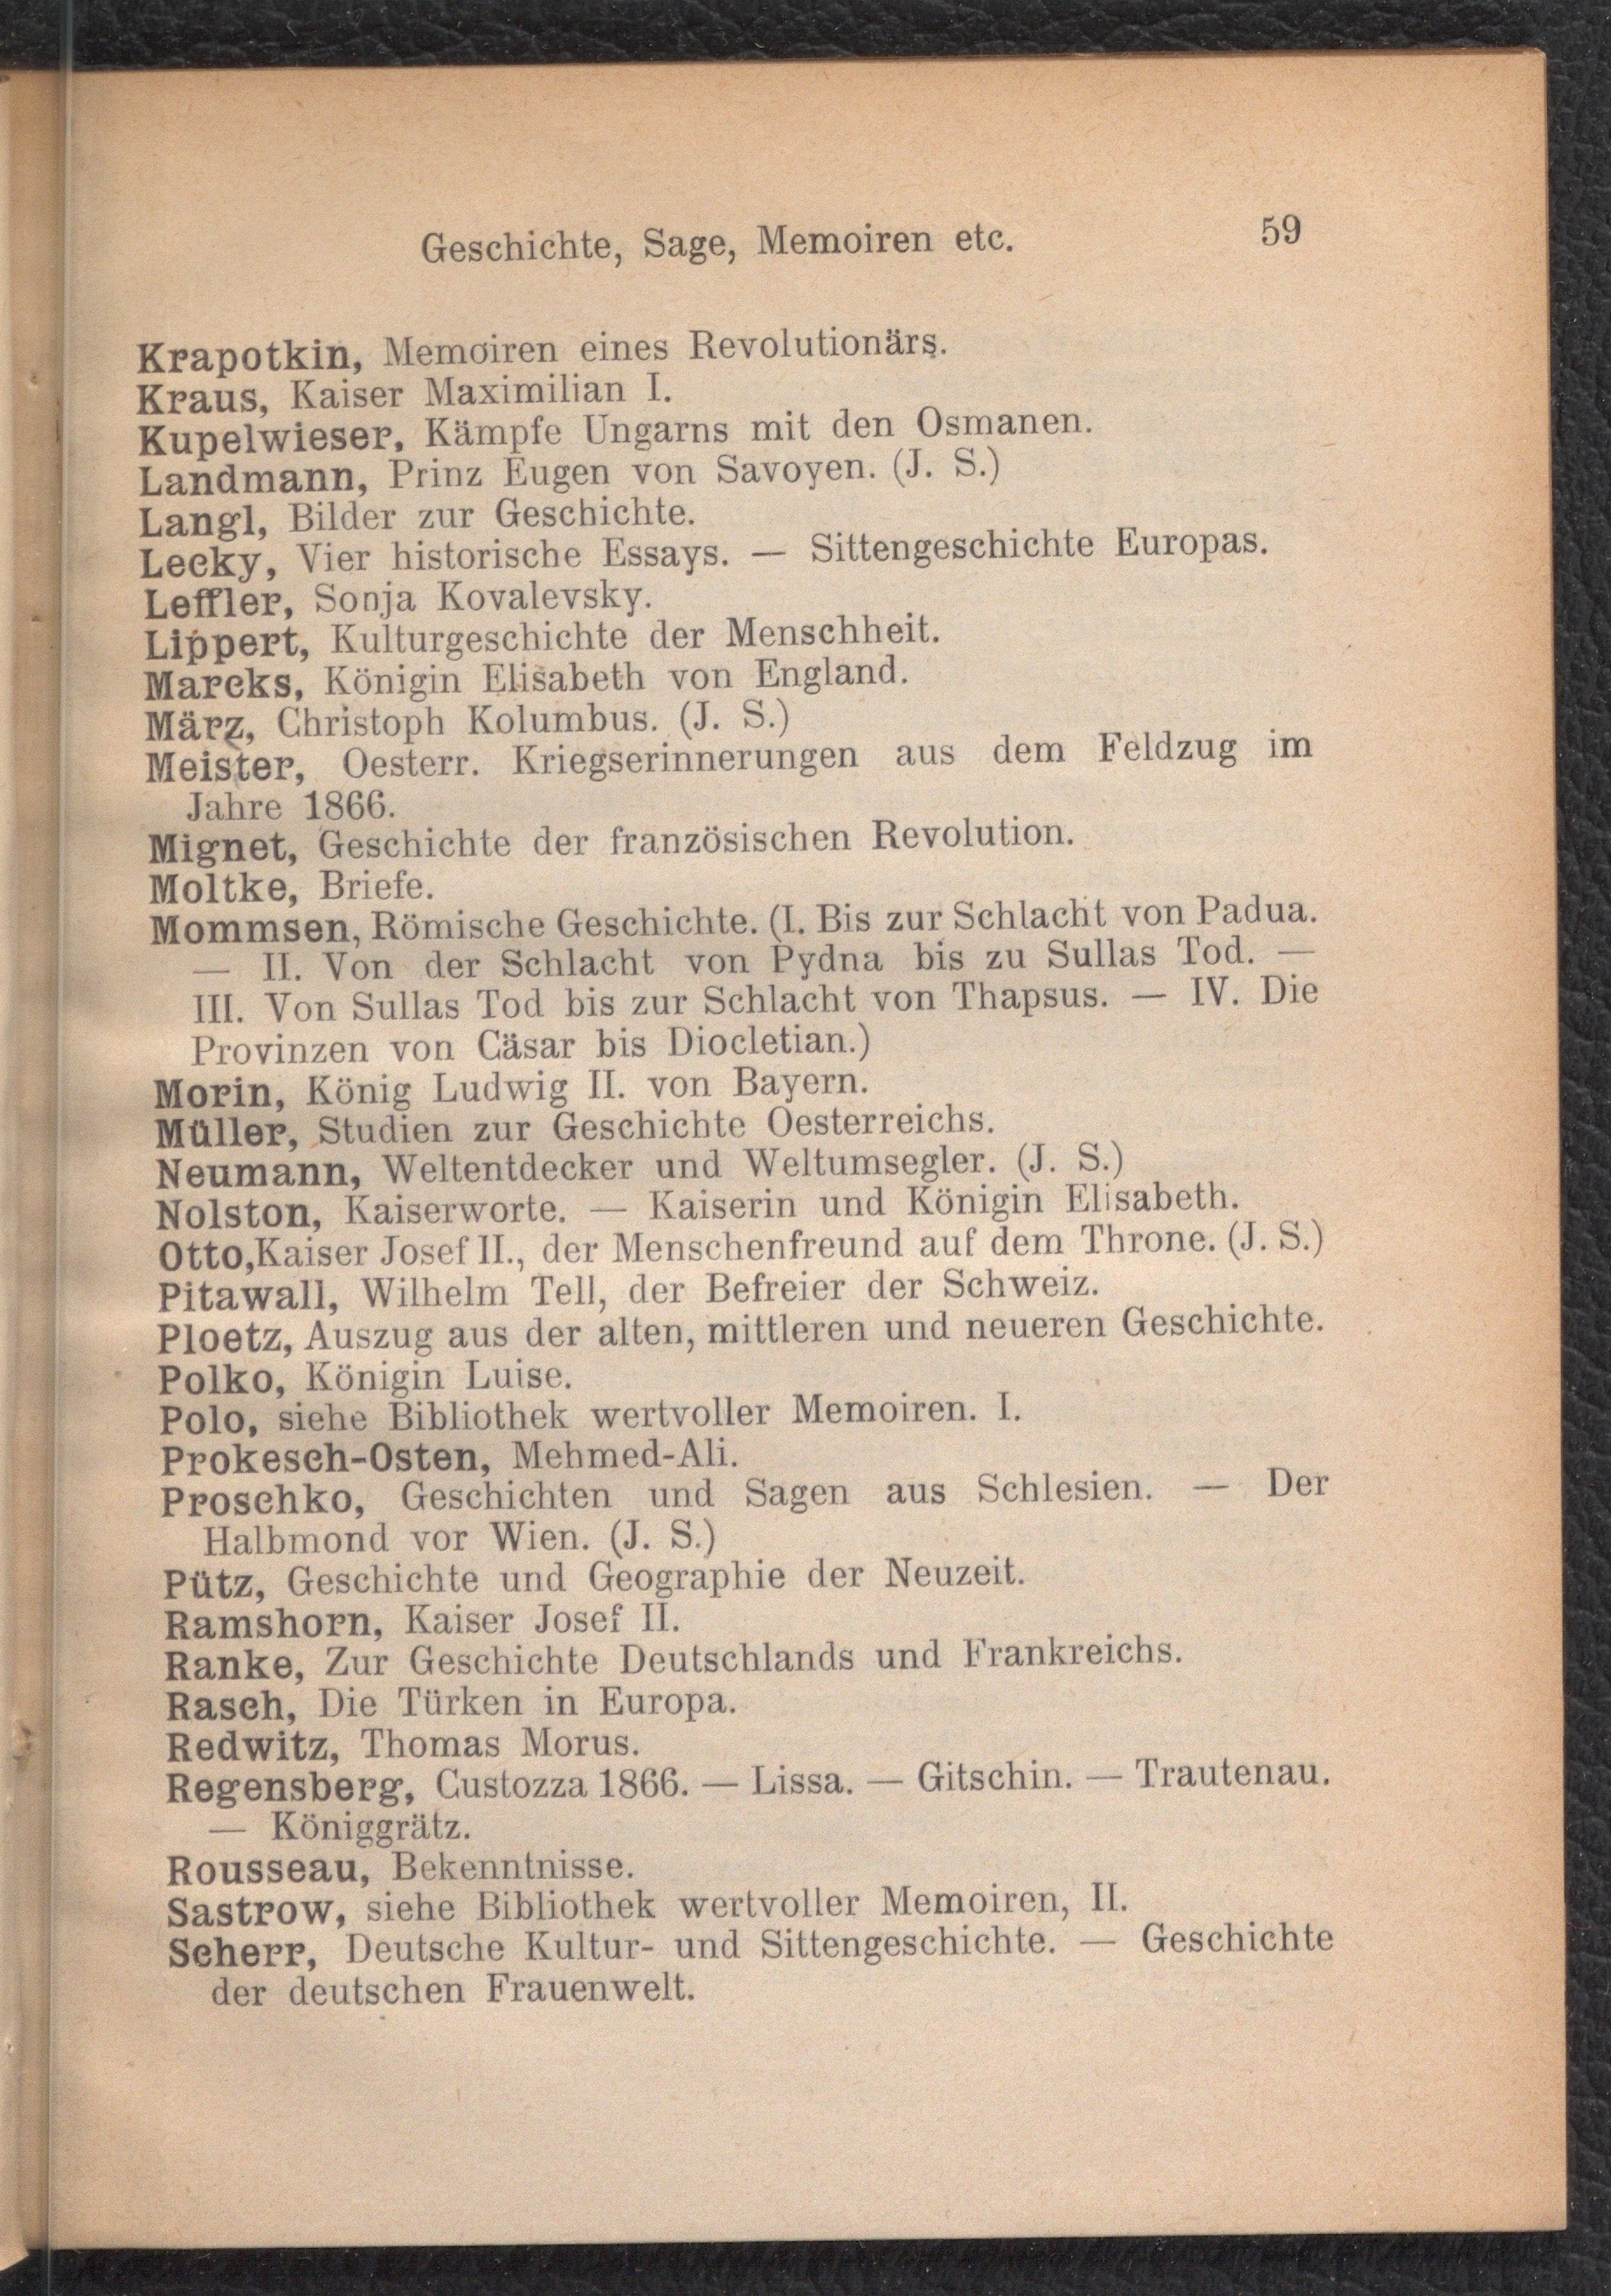 Geschichte, Sage, Memoiren etc. 59
Krapotkin, Memoiren eines Revolutionärs.
Kraus, Kaiser Maximilian I.
Kupelwieser, Kämpfe Ungarns mit den Osmanen.
Landmann, Prinz Eugen von Savoyen. (J. S.)
Langl, Bilder zur Geschichte.
Lecky, Vier historische Essays. — Sittengeschichte Europas.
Leffler, Sonja Kovalevsky.
Lippert, Kulturgeschichte der Menschheit.
Marcks, Königin Elisabeth von England.
März, Christoph Kolumbus. (J. S.)
Meister, Oesterr. Kriegserinnerungen aus dem Feldzug im
Jahre 1866.
Mignet, Geschichte der französischen Revolution.
Moltke, Briefe.
Mommsen, Römische Geschichte. (I. Bis zur Schlacht von Padua.
— II. Von der Schlacht von Pydna bis zu Sullas Tod. —
III. Von Sullas Tod bis zur Schlacht von Thapsus. — IV. Die
Provinzen von Cäsar bis Diocletian.)
Morin, König Ludwig II. von Bayern.
Müller, Studien zur Geschichte Oesterreichs.
Neumann, Weltentdecker und Weltumsegler. (J. S.)
Nolston, Kaiserworte. — Kaiserin und Königin Elisabeth.
Otto,Kaiser Josef II., der Menschenfreund auf dem Throne. (J. S.)
Pitawall, Wilhelm Tell, der Befreier der Schweiz.
Ploetz, Auszug aus der alten, mittleren und neueren Geschichte.
Polko, Königin Luise.
Polo, siehe Bibliothek wertvoller Memoiren. I.
Prokesch-Osten, Mehmed-Ali.
Proschko, Geschichten und Sagen aus Schlesien. — Der
Halbmond vor Wien. (J. S.)
Pütz, Geschichte und Geographie der Neuzeit.
Ramshorn, Kaiser Josef II.
Ranke, Zur Geschichte Deutschlands und Frankreichs.
Rasch, Die Türken in Europa.
Redwitz, Thomas Morus.
Regensberg, Custozza 1866. — Lissa. — Gitschin. — Trautenau.
— Königgrätz.
Rousseau, Bekenntnisse.
Sastrow, siehe Bibliothek wertvoller Memoiren, II.
Scherr, Deutsche Kultur- und Sittengeschichte. — Geschichte
der deutschen Frauenwelt.